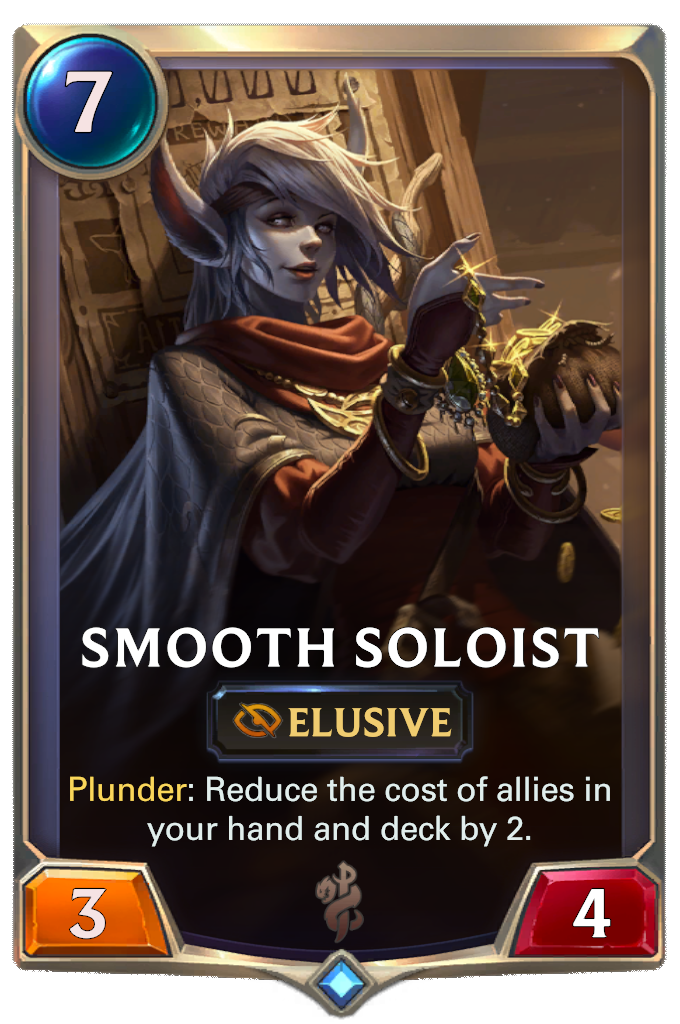 7
REW
SMOOTH SOLOIST
ELUSIVE
Plunder: Reduce the cost of allies in
your hand and deck by 2.
3
4